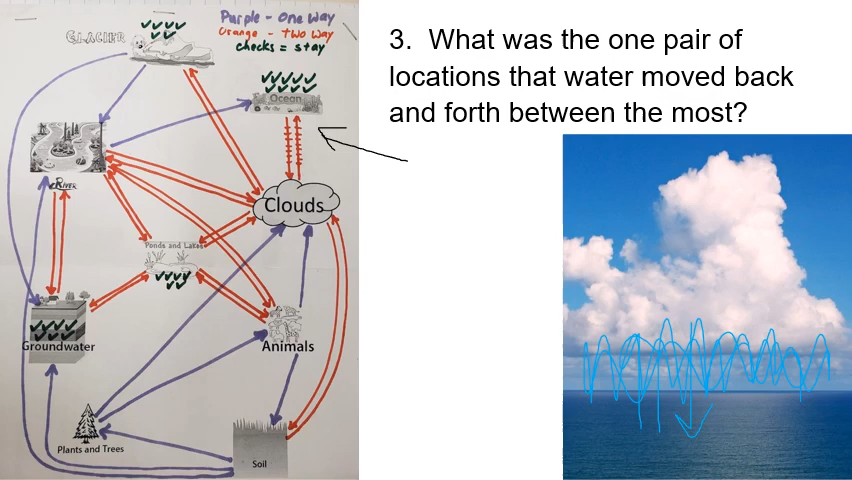 Purple - one way
Orange - Two way
checks = stay
GLACIER
Ocean
River
Clouds
Ponds and Lakes
Groundwater
Animals
Plants and Trees
Soil
3. What was the one pair of
locations that water moved back
and forth between the most?